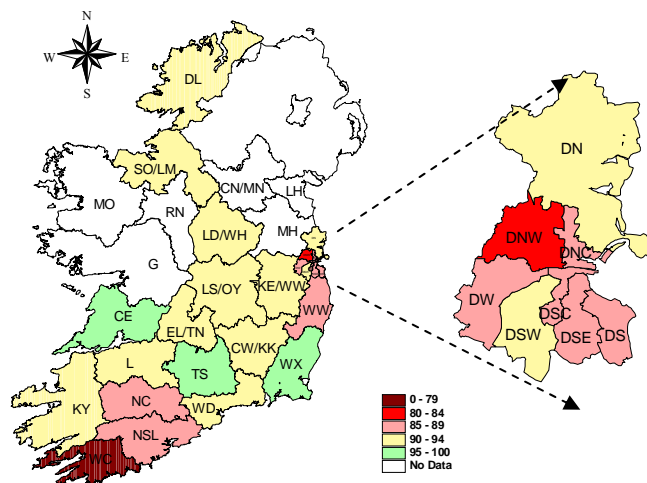 N
W E
S
DL
DN
SO/LM
CN/MN
LH
MO
RN
MH
LD/WH
DNW
DNC
G
LS/OY
KE/WW
DW
CE
WW
DSC
DSW
EL/TN
DSE
DS
CW/KK
L
WX
TS
KY
NC
WD
NSL
WC
0 - 79
80 - 84
85 - 89
90 - 94
95 - 100
No Data